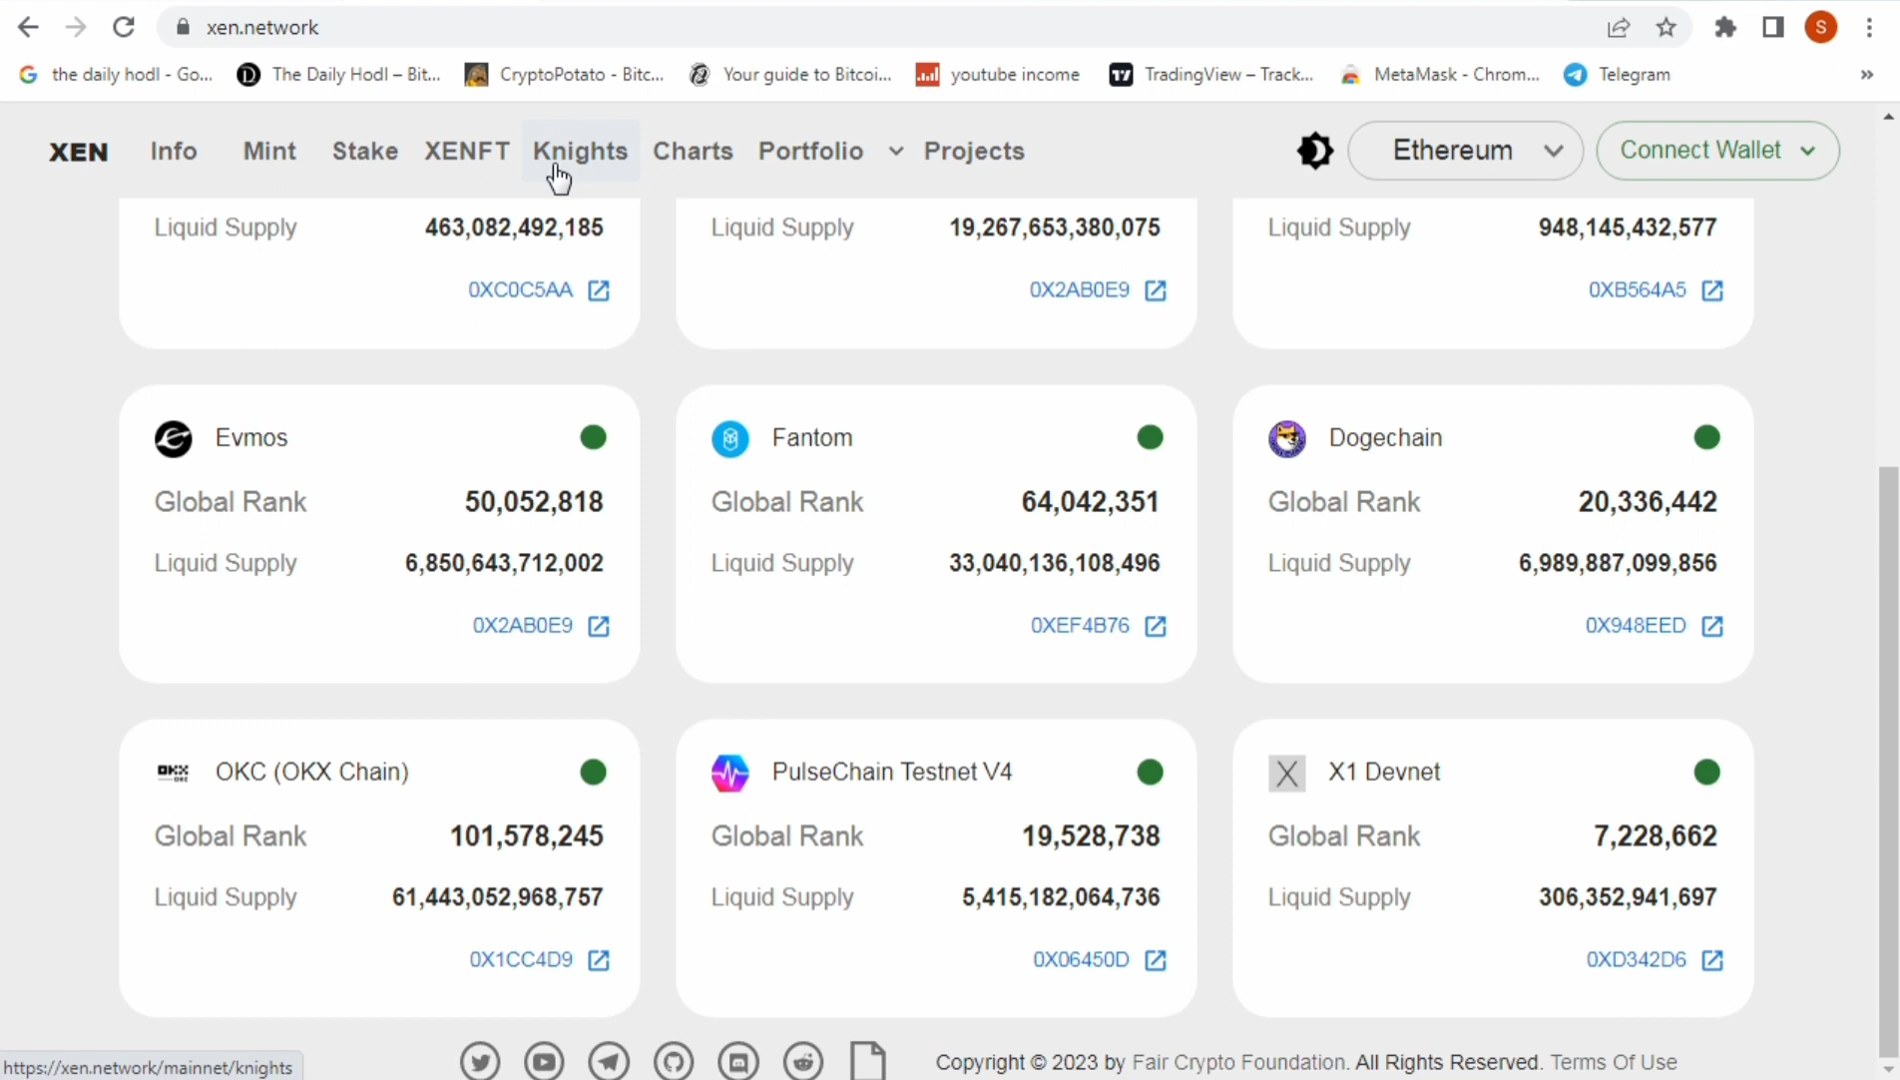 xen.network
S
the daily hodl - Go...
The Daily Hodl – Bit...
CryptoPotato - Bitc...
Your guide to Bitcoi...
youtube income
TradingView – Track...
MetaMask - Chrom...
Telegram
»
XEN
Info
Mint
Stake
XENFT
Knights
Charts
Portfolio
Projects
Ethereum
Connect Wallet
Liquid Supply 463,082,492,185
0XC0C5AA
Liquid Supply 19,267,653,380,075
0X2AB0E9
Liquid Supply 948,145,432,577
0XB564A5
Evmos
Global Rank 50,052,818
Liquid Supply 6,850,643,712,002
0X2AB0E9
Fantom
Global Rank 64,042,351
Liquid Supply 33,040,136,108,496
0XEF4B76
Dogechain
Global Rank 20,336,442
Liquid Supply 6,989,887,099,856
0X948EED
OKC (OKX Chain)
Global Rank 101,578,245
Liquid Supply 61,443,052,968,757
0X1CC4D9
PulseChain Testnet V4
Global Rank 19,528,738
Liquid Supply 5,415,182,064,736
0X06450D
X
X1 Devnet
Global Rank 7,228,662
Liquid Supply 306,352,941,697
0XD342D6
https://xen.network/mainnet/knights
Copyright © 2023 by Fair Crypto Foundation. All Rights Reserved. Terms Of Use